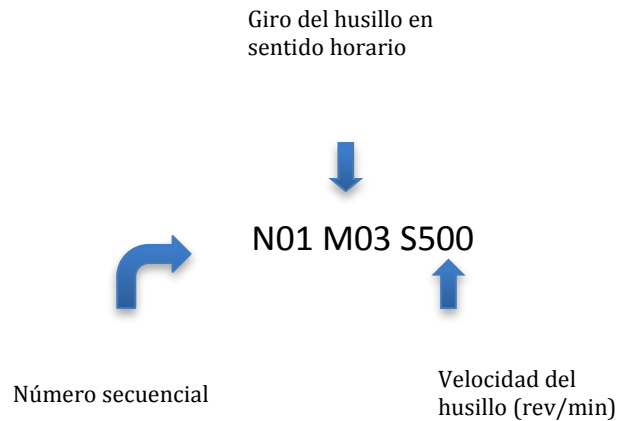 Giro del husillo en
sentido horario
N01 M03 S500
Número secuencial
Velocidad del
husillo (rev/min)